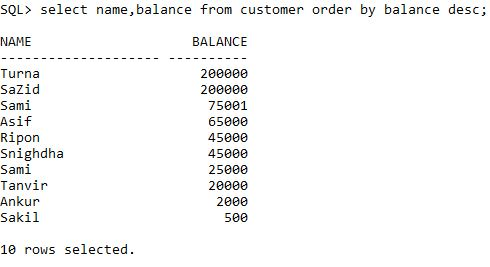 SQL> select name,balance from customer order by balance desc;
NAME                    BALANCE
-------------------- ----------
Turna                    200000
SaZid                    200000
Sami                      75001
Asif                      65000
Ripon                     45000
Snighdha                  45000
Sami                      25000
Tanvir                    20000
Ankur                      2000
Sakil                       500
10 rows selected.